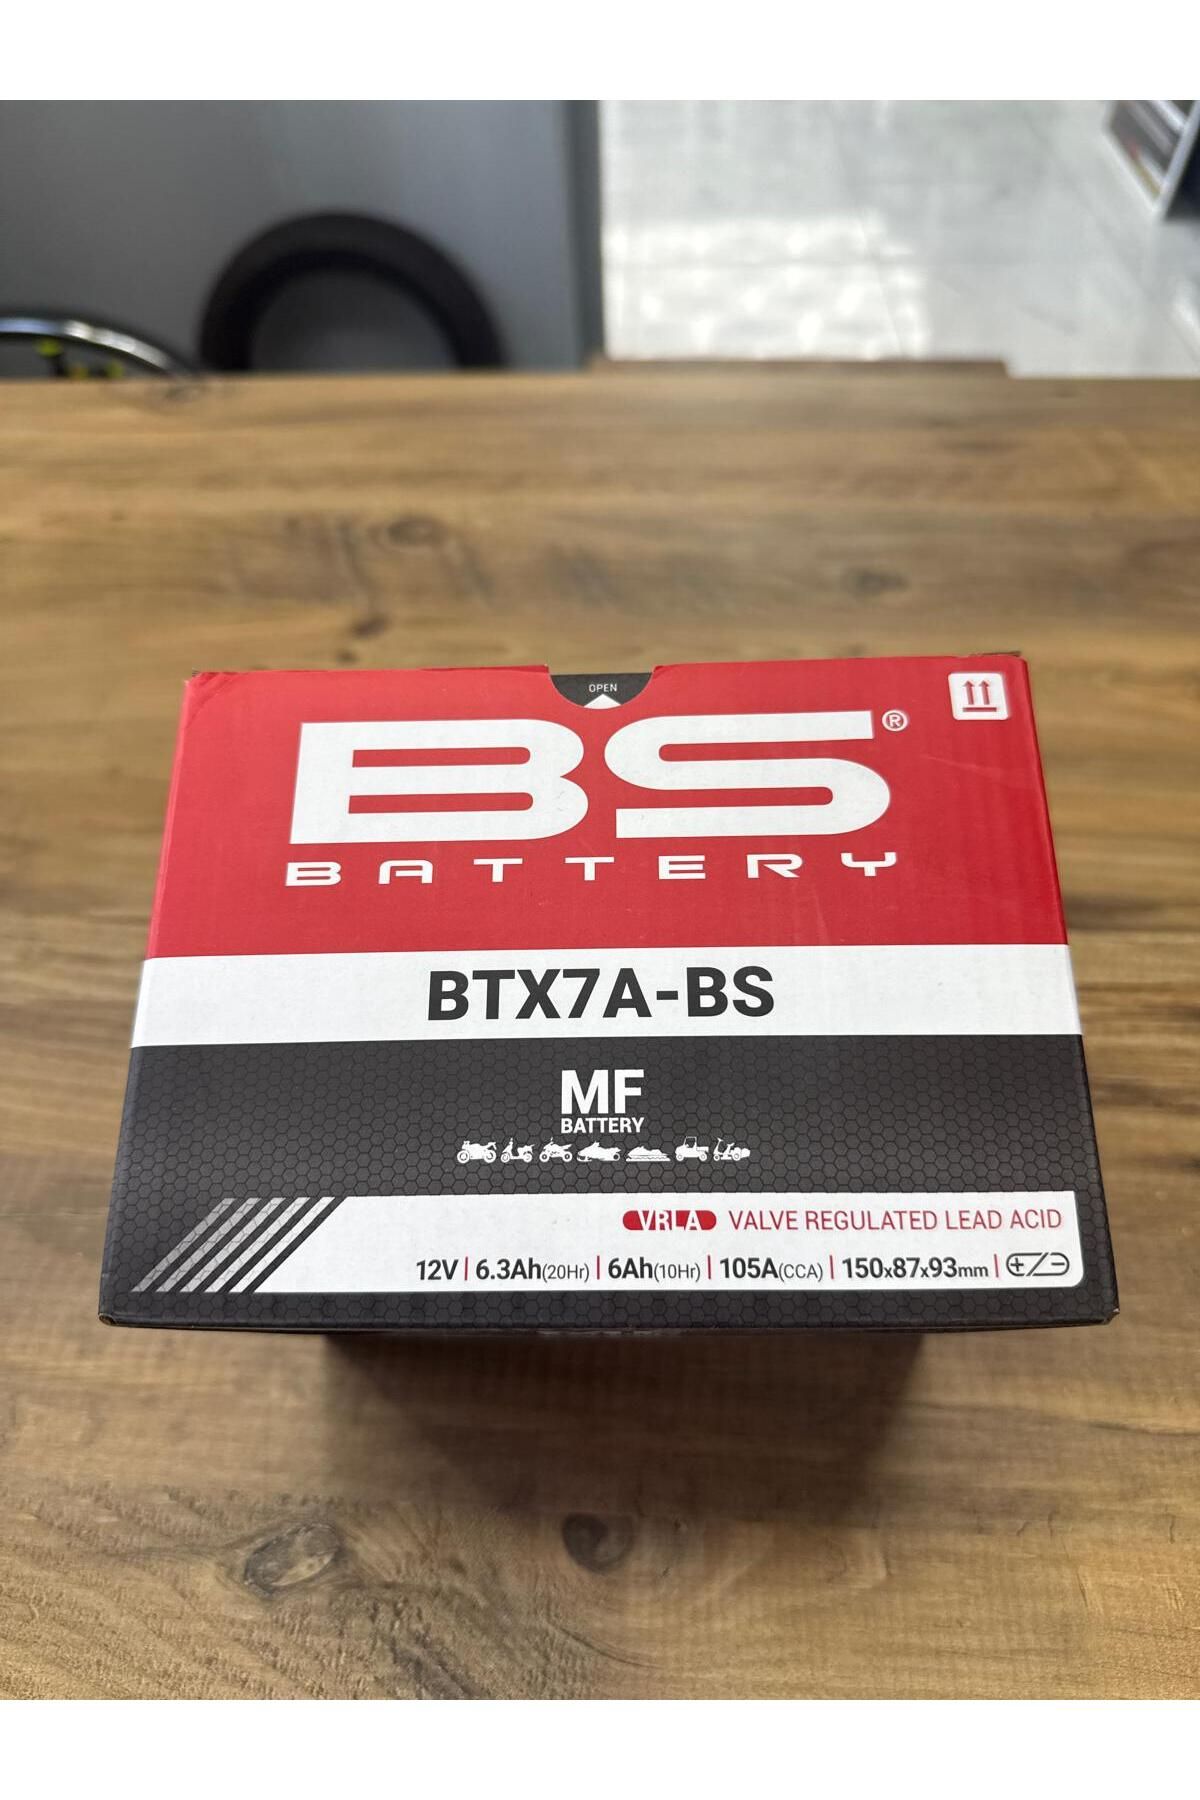 OPEN
BS®
BATTERY
BTX7A-BS
MF
BATTERY
VRLA VALVE REGULATED LEAD ACID
12V | 6.3Ah(20Hr) | 6Ah(10Hr) | 105A(CCA) | 150x87x93mm |